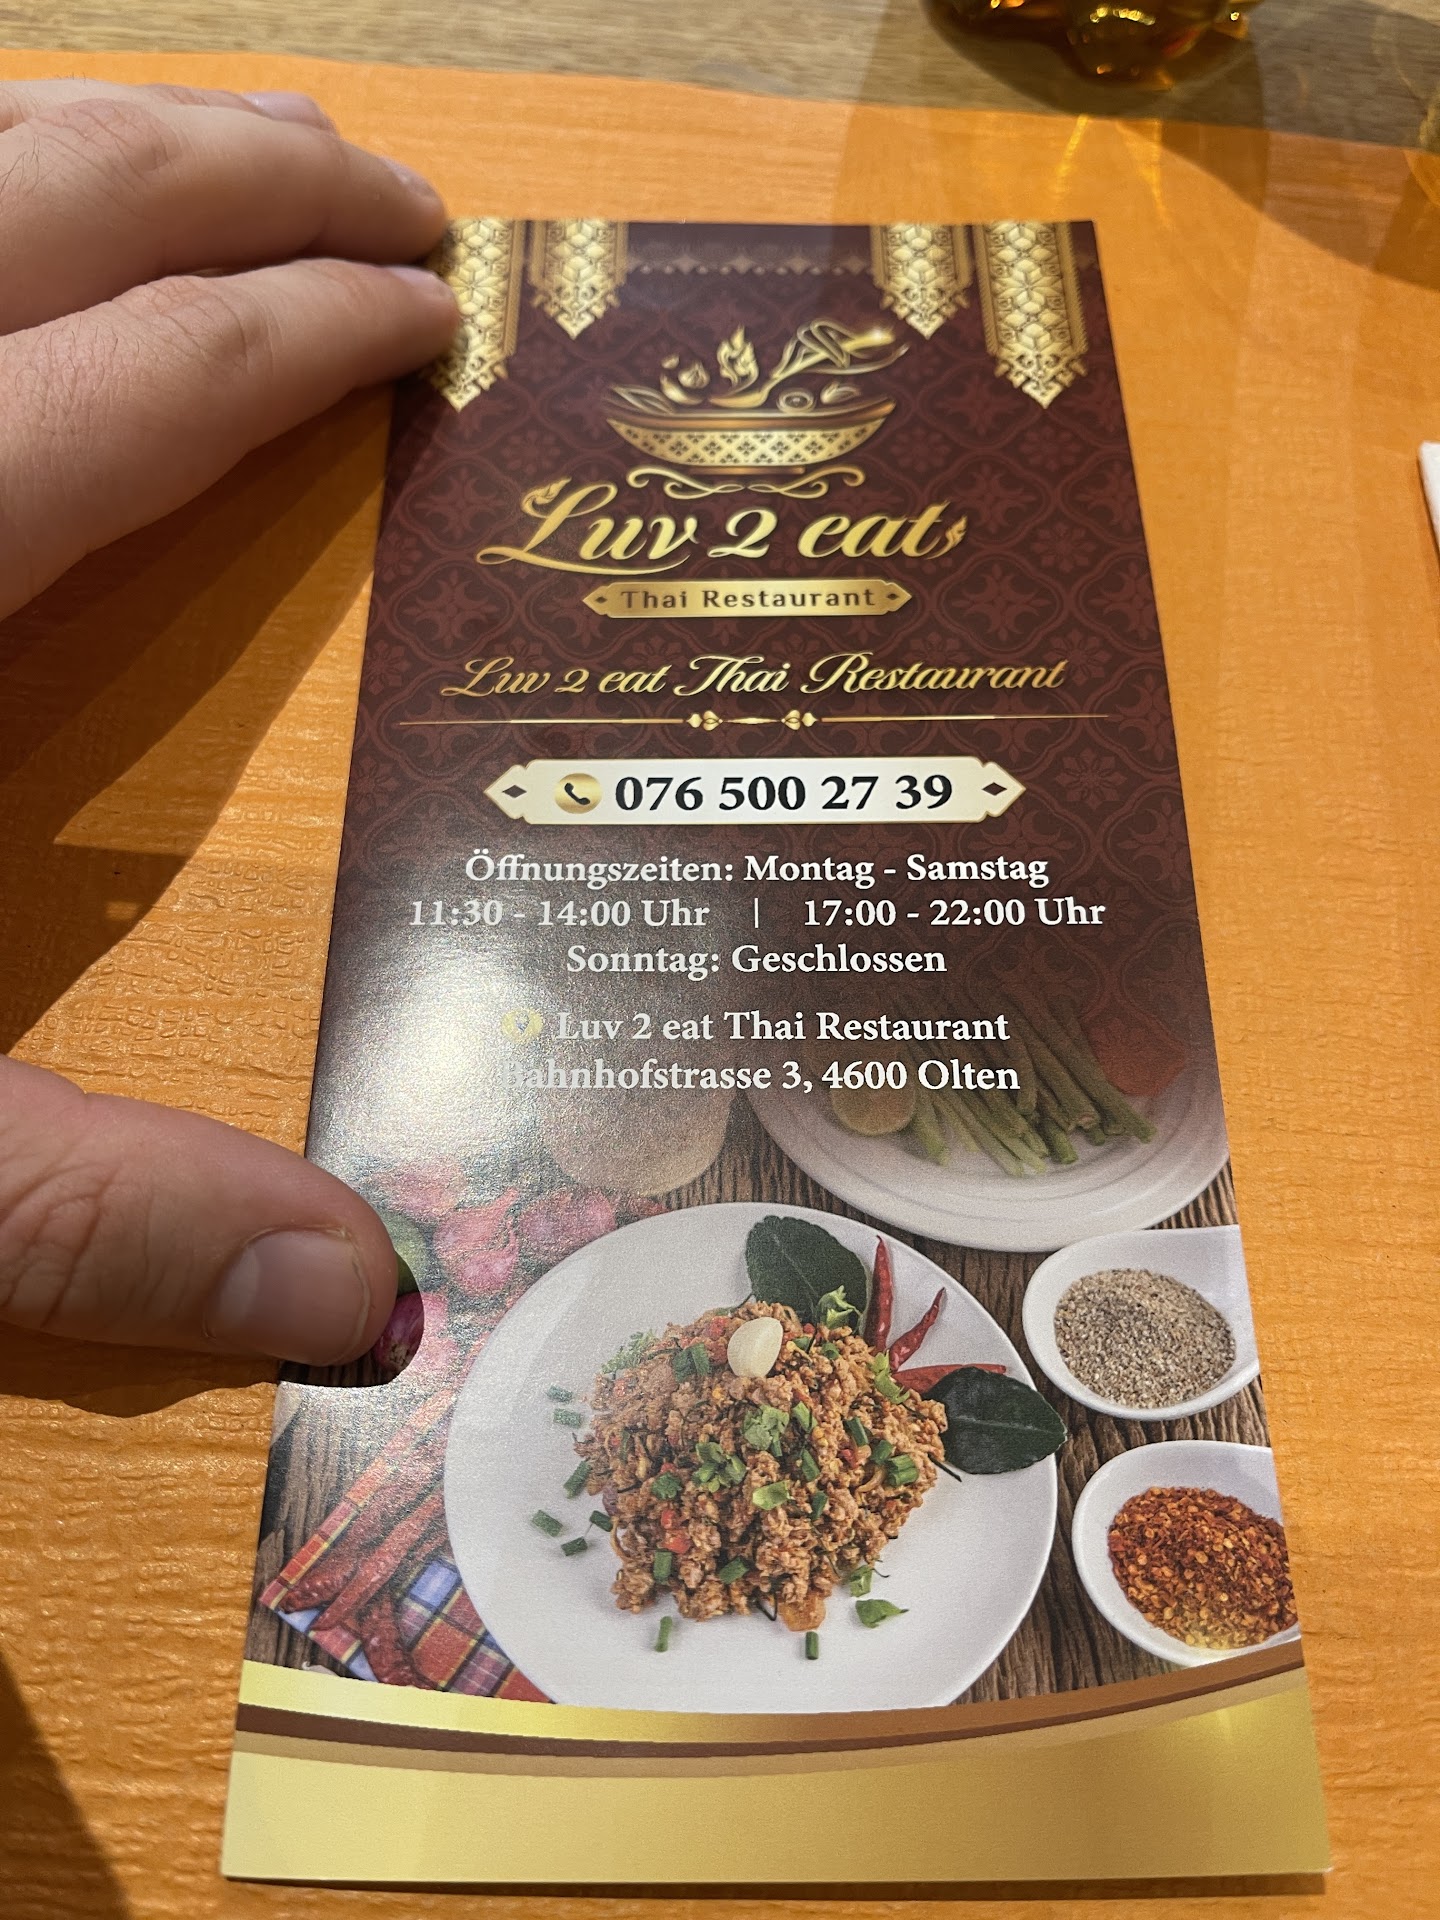 Luv 2 eat
Thai Restaurant
Luv 2 eat Thai Restaurant
076 500 27 39
Öffnungszeiten: Montag - Samstag
11:30 - 14:00 Uhr | 17:00 - 22:00 Uhr
Sonntag: Geschlossen
Luv 2 eat Thai Restaurant
Bahnhofstrasse 3, 4600 Olten